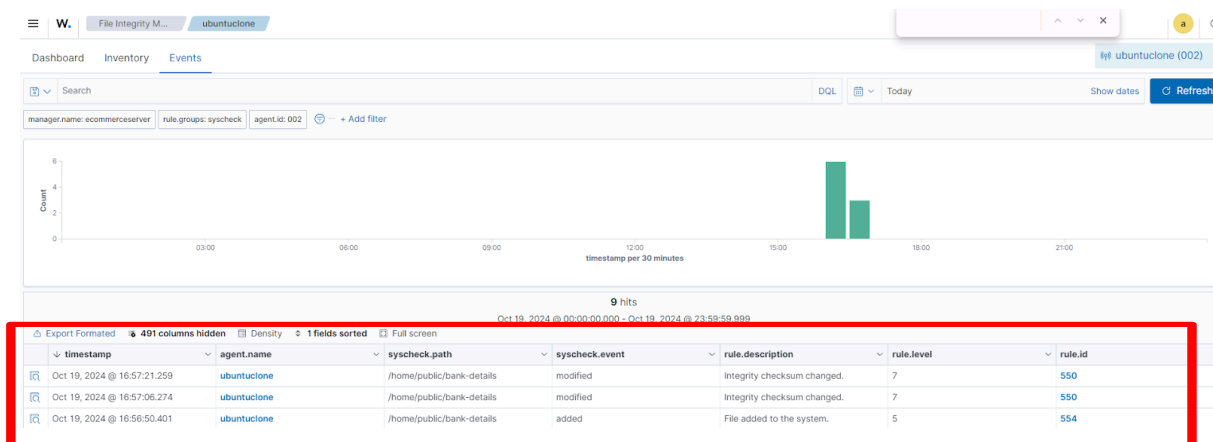 W. File Integrity M... ubuntuclone a
Dashboard Inventory Events ubuntuclone (002)
Search DQL Today Show dates Refresh
manager.name: ecommerceserver rule.groups: syscheck agent.id: 002 + Add filter
6
4
2
0
Count
03:00 06:00 09:00 12:00 15:00 18:00 21:00
timestamp per 30 minutes
9 hits
Oct 19, 2024 @ 00:00:00.000 - Oct 19, 2024 @ 23:59:59.999
Export Formated 491 columns hidden Density 1 fields sorted Full screen
timestamp agent.name syscheck.path syscheck.event rule.description rule.level rule.id
Oct 19, 2024 @ 16:57:21.259 ubuntuclone /home/public/bank-details modified Integrity checksum changed. 7 550
Oct 19, 2024 @ 16:57:06.274 ubuntuclone /home/public/bank-details modified Integrity checksum changed. 7 550
Oct 19, 2024 @ 16:56:50.401 ubuntuclone /home/public/bank-details added File added to the system. 5 554